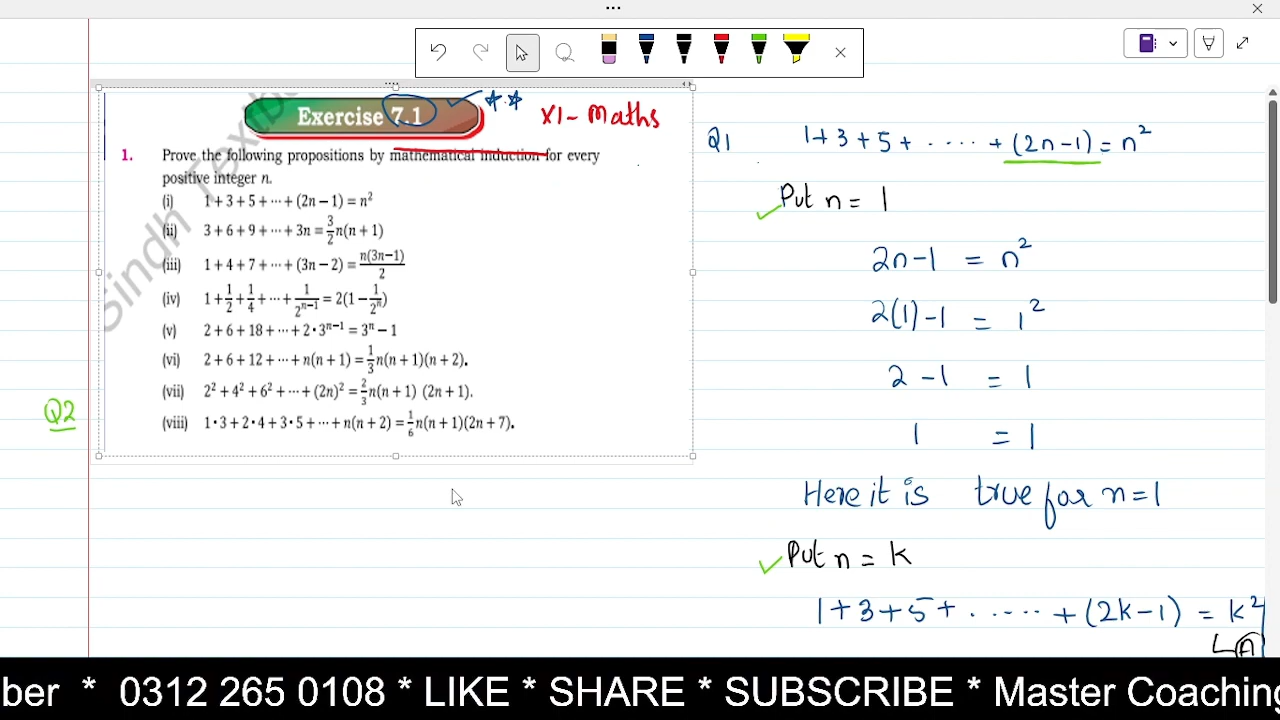 Exercise 7.1
XI- Maths
1. Prove the following propositions by mathematical induction for every
positive integer n.
(i) 1 + 3 + 5 + ⋯ + (2n − 1) = n²
(ii) 3 + 6 + 9 + ⋯ + 3n = 3/2 n(n + 1)
(iii) 1 + 4 + 7 + ⋯ + (3n − 2) = n(3n−1)/2
(iv) 1 + 1/2 + 1/4 + ⋯ + 1/2ⁿ⁻¹ = 2(1 − 1/2ⁿ)
(v) 2 + 6 + 18 + ⋯ + 2 • 3ⁿ⁻¹ = 3ⁿ − 1
(vi) 2 + 6 + 12 + ⋯ + n(n + 1) = 1/3 n(n + 1)(n + 2).
(vii) 2² + 4² + 6² + ⋯ + (2n)² = 2/3 n(n + 1) (2n + 1).
(viii) 1 • 3 + 2 • 4 + 3 • 5 + ⋯ + n(n + 2) = 1/6 n(n + 1)(2n + 7).
Q2
Sindh Textb
Q1 1 + 3 + 5 + ..... + (2n-1) = n²
Put n = 1
2n-1 = n²
2(1)-1 = 1²
2 -1 = 1
1 = 1
Here it is true for n=1
Put n = k
1 + 3 + 5 + ..... + (2k-1) = k²
A
ber * 0312 265 0108 * LIKE * SHARE * SUBSCRIBE * Master Coaching